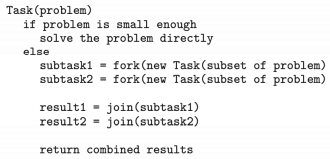 Task(problem)
if problem is small enough
solve the problem directly
else
subtask1 = fork(new Task(subset of problem)
subtask2 = fork(new Task(subset of problem)
result1 = join(subtask1)
result2 = join(subtask2)
return combined results